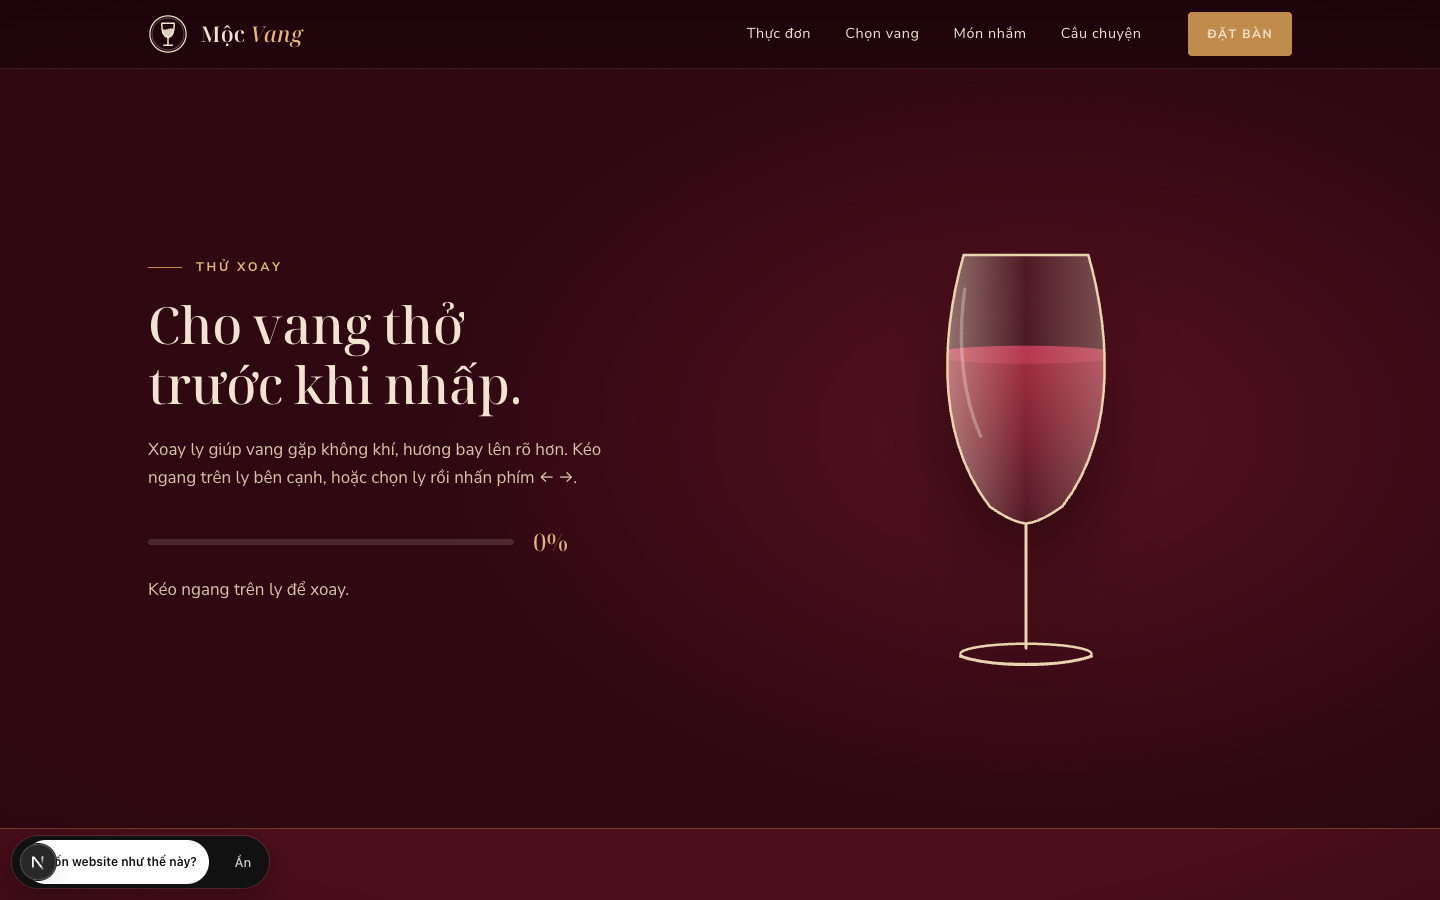 Mộc Vang
Thực đơn
Chọn vang
Món nhắm
Câu chuyện
ĐẶT BÀN
THỬ XOAY
Cho vang thở
trước khi nhấp.
Xoay ly giúp vang gặp không khí, hương bay lên rõ hơn. Kéo
ngang trên ly bên cạnh, hoặc chọn ly rồi nhấn phím ← →.
0%
Kéo ngang trên ly để xoay.
N
website như thế này?
Ẩn